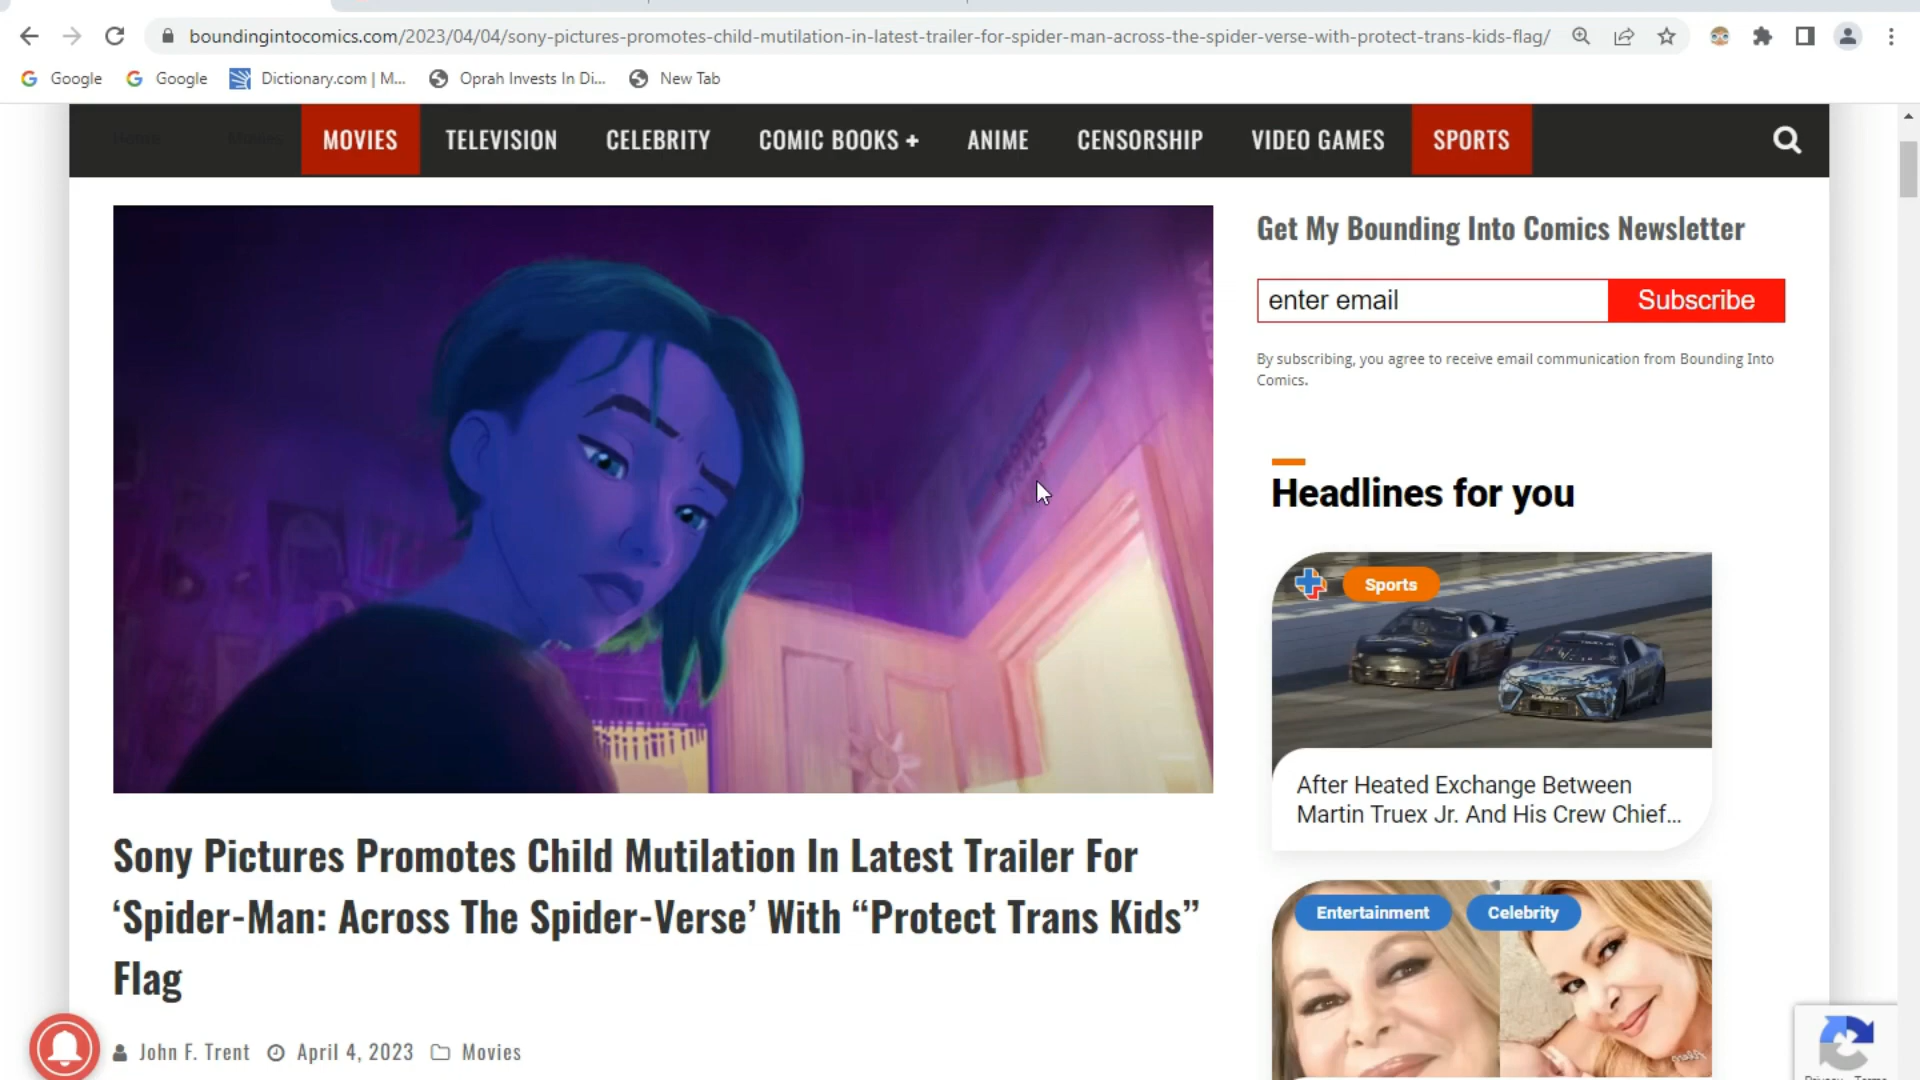 boundingintocomics.com/2023/04/04/sony-pictures-promotes-child-mutilation-in-latest-trailer-for-spider-man-across-the-spider-verse-with-protect-trans-kids-flag/
Google
Google
Dictionary.com | M...
Oprah Invests In Di...
New Tab
Home
Movies
MOVIES
TELEVISION
CELEBRITY
COMIC BOOKS +
ANIME
CENSORSHIP
VIDEO GAMES
SPORTS
Get My Bounding Into Comics Newsletter
enter email
Subscribe
By subscribing, you agree to receive email communication from Bounding Into
Comics.
Headlines for you
Sports
After Heated Exchange Between
Martin Truex Jr. And His Crew Chief...
Entertainment
Celebrity
Sony Pictures Promotes Child Mutilation In Latest Trailer For
‘Spider-Man: Across The Spider-Verse’ With “Protect Trans Kids”
Flag
John F. Trent
April 4, 2023
Movies